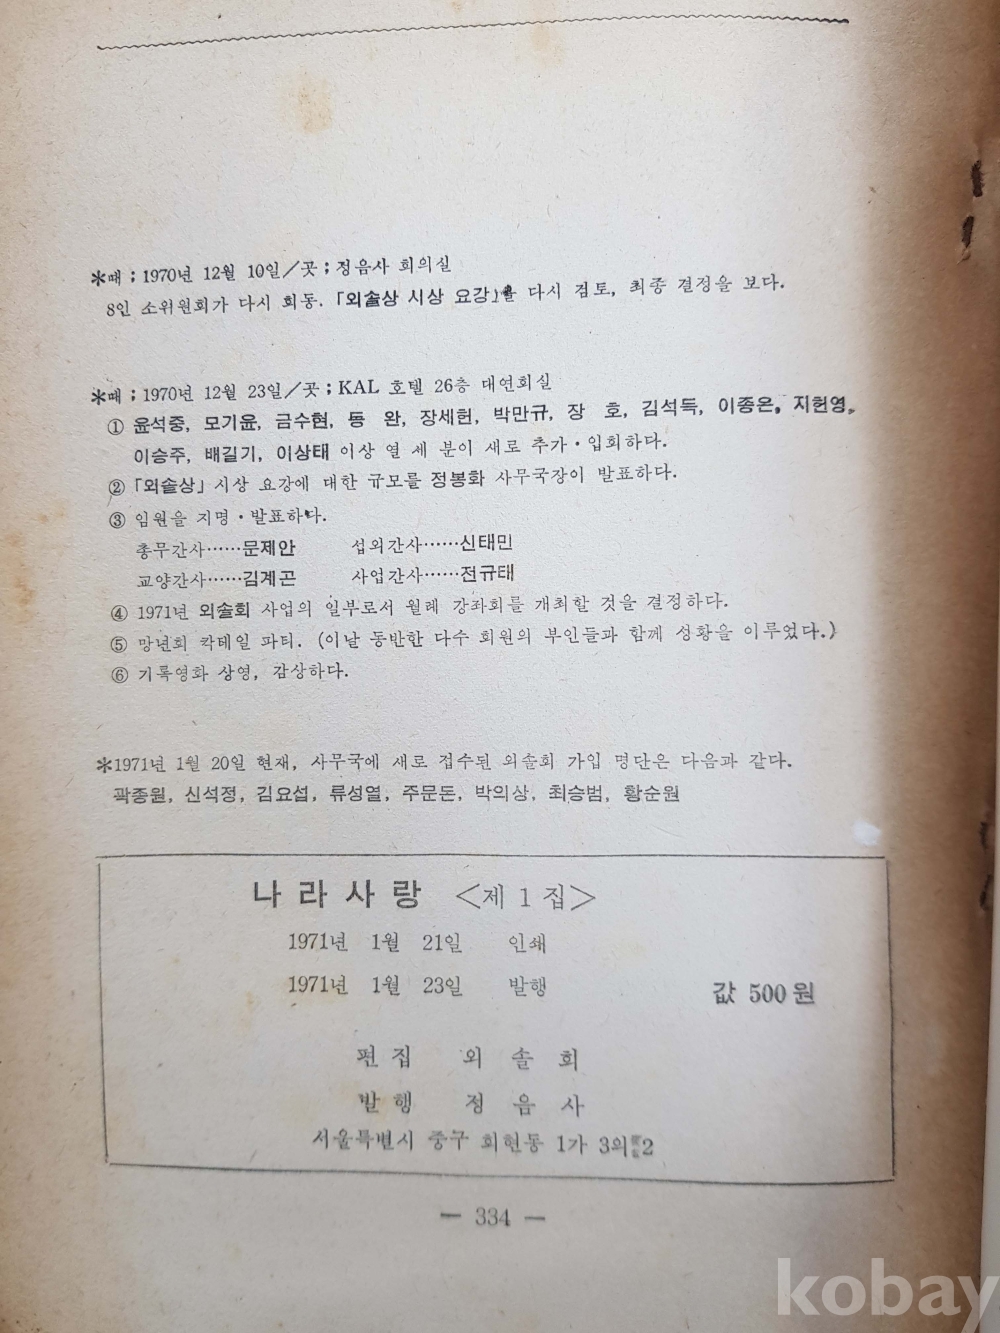 *때 ; 1970년 12월 10일／곳 ; 정음사 회의실
8인 소위원회가 다시 회동. 「외솔상 시상 요강」을 다시 검토, 최종 결정을 보다.
*때 ; 1970년 12월 23일／곳 ; KAL 호텔 26층 대연회실
① 윤석중, 모기윤, 금수현, 동 완, 장세헌, 박만규, 장 호, 김석득, 이종은, 지헌영,
이승주, 배길기, 이상태 이상 열 세 분이 새로 추가·입회하다.
② 「외솔상」 시상 요강에 대한 규모를 정봉화 사무국장이 발표하다.
③ 임원을 지명·발표하다.
총무간사……문제안 섭외간사……신태민
교양간사……김계곤 사업간사……전규태
④ 1971년 외솔회 사업의 일부로서 월례 강좌회를 개최할 것을 결정하다.
⑤ 망년회 칵테일 파티. (이날 동반한 다수 회원의 부인들과 함께 성황을 이루었다.)
⑥ 기록영화 상영, 감상하다.
*1971년 1월 20일 현재, 사무국에 새로 접수된 외솔회 가입 명단은 다음과 같다.
곽종원, 신석정, 김요섭, 류성열, 주문돈, 박의상, 최승범, 황순원
나라사랑 <제 1 집>
1971년 1월 21일 인쇄
1971년 1월 23일 발행
값 500원
편집 외솔회
발행 정음사
서울특별시 중구 회현동 1가 3의 2
— 334 —
kobay